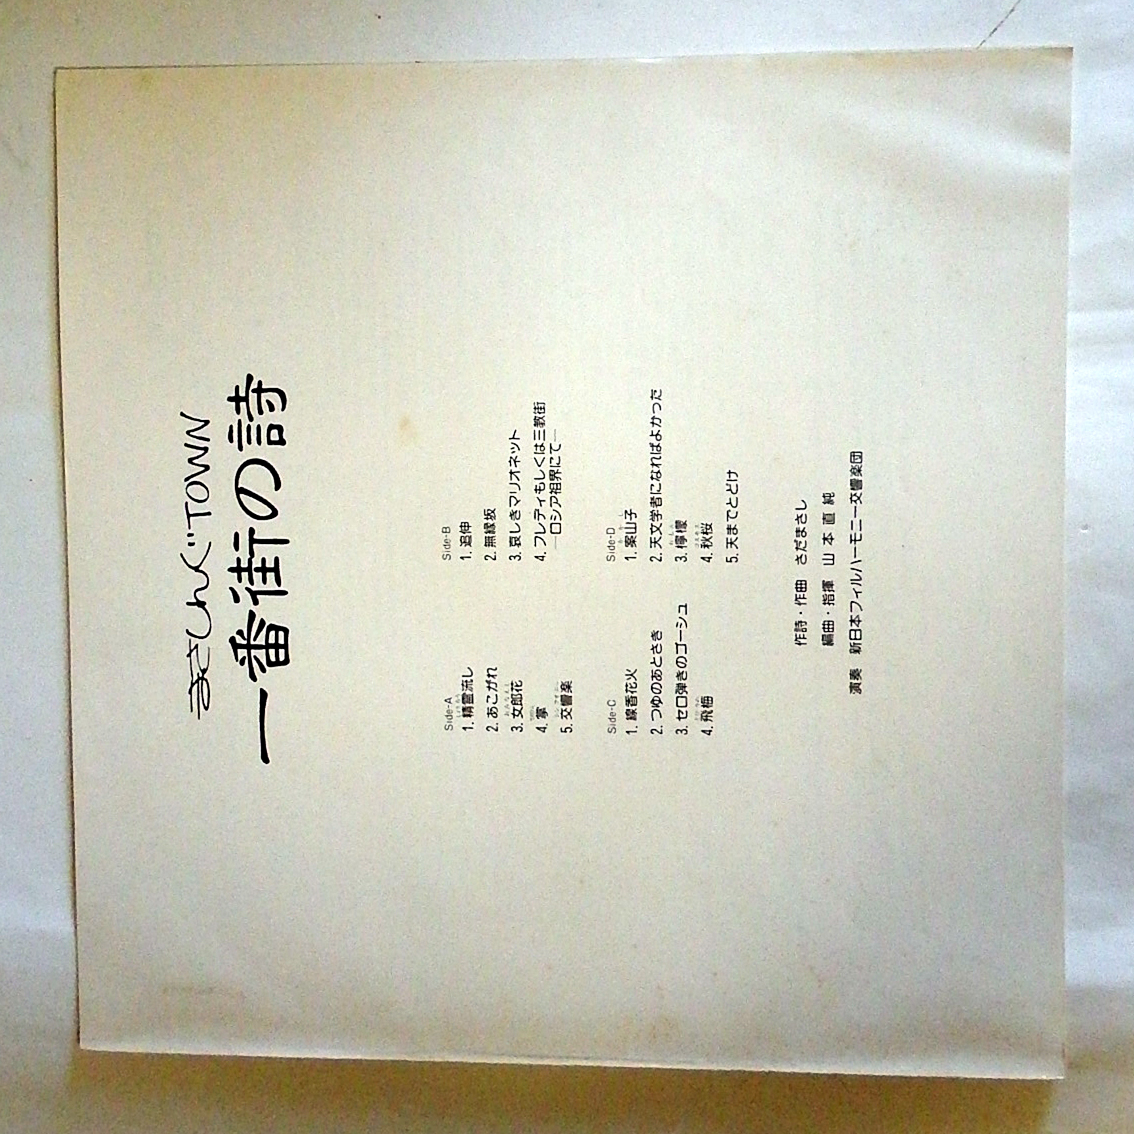 まさしんぐTOWN
一番街の詩
Side-A
1. 精霊流し
2. あこがれ
3. 女郎花
4. 掌
5. 交響楽
Side-B
1. 追伸
2. 無縁坂
3. 哀しきマリオネット
4. フレディもしくは三教街
—ロシア祖界にて—
Side-C
1. 線香花火
2. つゆのあとさき
3. セロ弾きのゴーシュ
4. 飛梅
Side-D
1. 案山子
2. 天文学者になればよかった
3. 檸檬
4. 秋桜
5. 天までとどけ
作詩・作曲 さだまさし
編曲・指揮 山本直純
演奏 新日本フィルハーモニー交響楽団